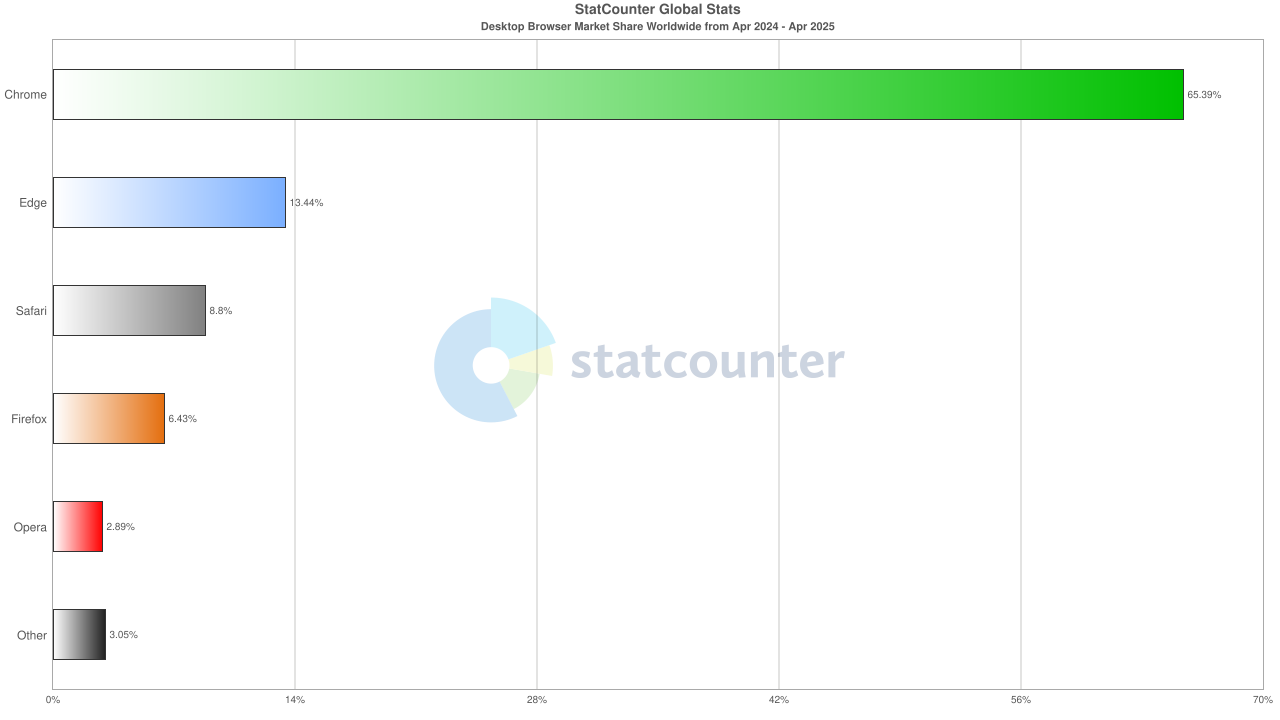 StatCounter Global Stats
Desktop Browser Market Share Worldwide from Apr 2024 - Apr 2025
Chrome 65.39%
Edge 13.44%
Safari 8.8%
statcounter
Firefox 6.43%
Opera 2.89%
Other 3.05%
0% 14% 28% 42% 56% 70%